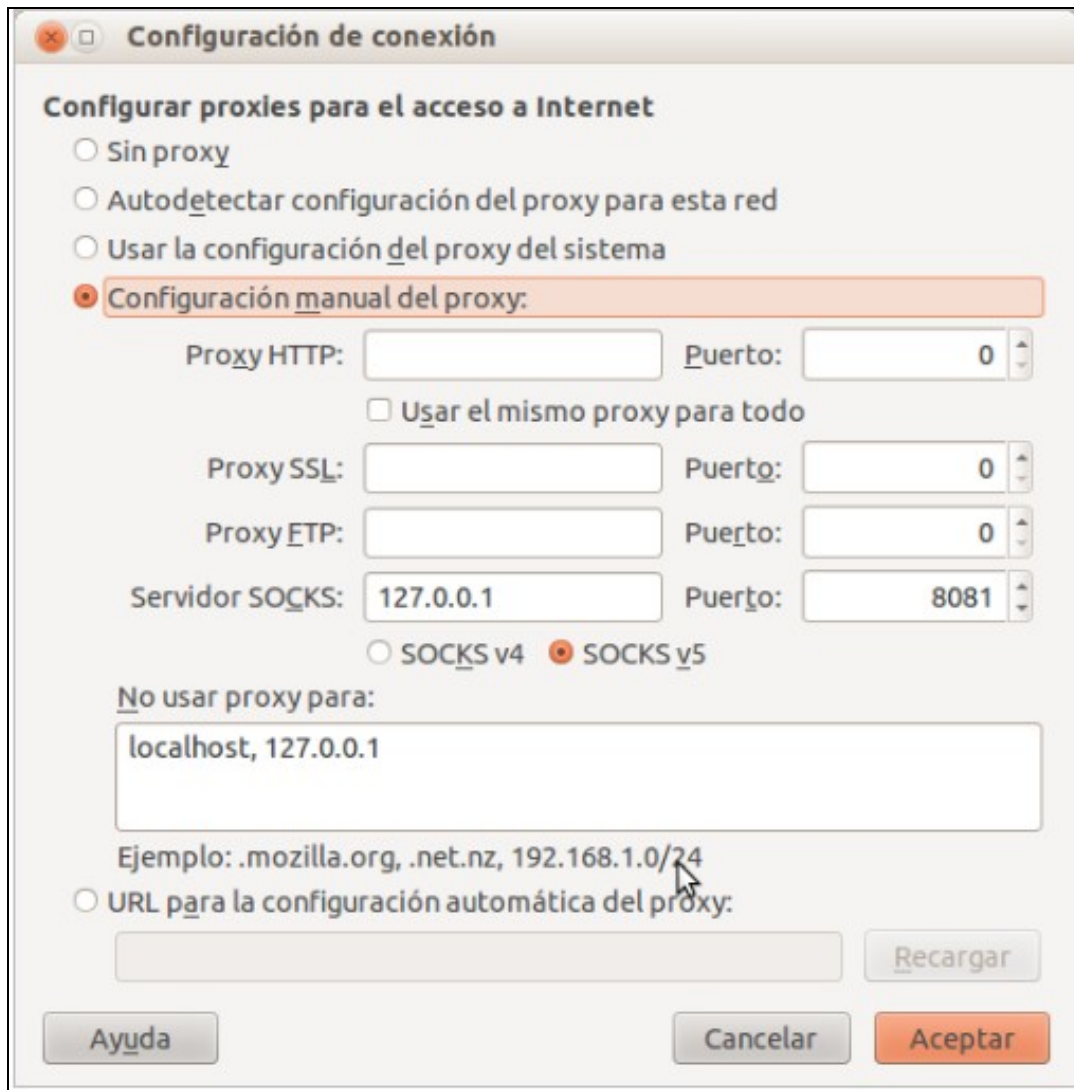 Configuración de conexión
Configurar proxies para el acceso a Internet
Sin proxy
Autodetectar configuración del proxy para esta red
Usar la configuración del proxy del sistema
Configuración manual del proxy:
Proxy HTTP: Puerto: 0
Usar el mismo proxy para todo
Proxy SSL: Puerto: 0
Proxy FTP: Puerto: 0
Servidor SOCKS: 127.0.0.1 Puerto: 8081
SOCKS v4 SOCKS v5
No usar proxy para:
localhost, 127.0.0.1
Ejemplo: .mozilla.org, .net.nz, 192.168.1.0/24
URL para la configuración automática del proxy:
Recargar
Ayuda Cancelar Aceptar